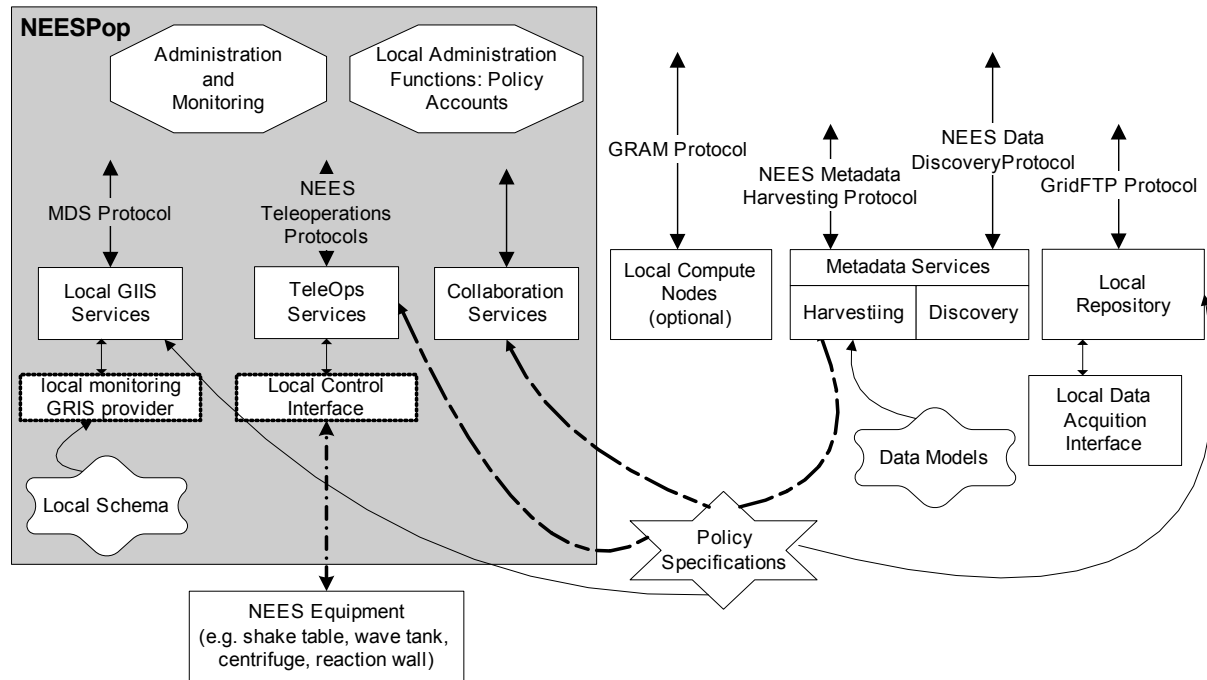 NEESPop
Administration
and
Monitoring
Local Administration
Functions: Policy
Accounts
MDS Protocol
NEES
Teleoperations
Protocols
GRAM Protocol
NEES Metadata
Harvesting Protocol
NEES Data
DiscoveryProtocol
GridFTP Protocol
Local GIIS
Services
TeleOps
Services
Collaboration
Services
Local Compute
Nodes
(optional)
Metadata Services
Harvestiing
Discovery
Local
Repository
local monitoring
GRIS provider
Local Control
Interface
Local Data
Acquition
Interface
Local Schema
Data Models
Policy
Specifications
NEES Equipment
(e.g. shake table, wave tank,
centrifuge, reaction wall)